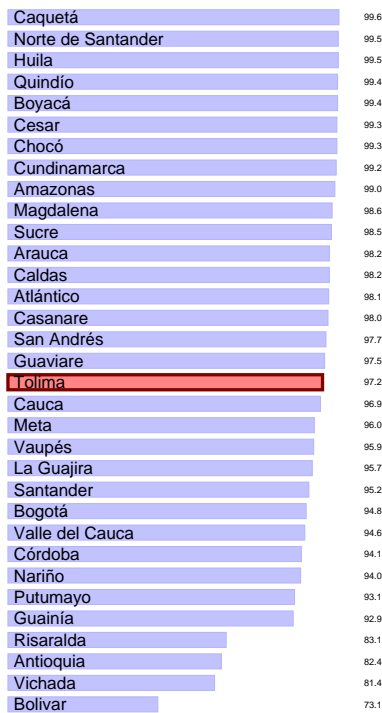 Caquetá 99.6
Norte de Santander 99.5
Huila 99.5
Quindío 99.4
Boyacá 99.4
Cesar 99.3
Chocó 99.3
Cundinamarca 99.2
Amazonas 99.0
Magdalena 98.6
Sucre 98.5
Arauca 98.2
Caldas 98.2
Atlántico 98.1
Casanare 98.0
San Andrés 97.7
Guaviare 97.5
Tolima 97.2
Cauca 96.9
Meta 96.0
Vaupés 95.9
La Guajira 95.7
Santander 95.2
Bogotá 94.8
Valle del Cauca 94.6
Córdoba 94.1
Nariño 94.0
Putumayo 93.1
Guainía 92.9
Risaralda 83.1
Antioquia 82.4
Vichada 81.4
Bolivar 73.1